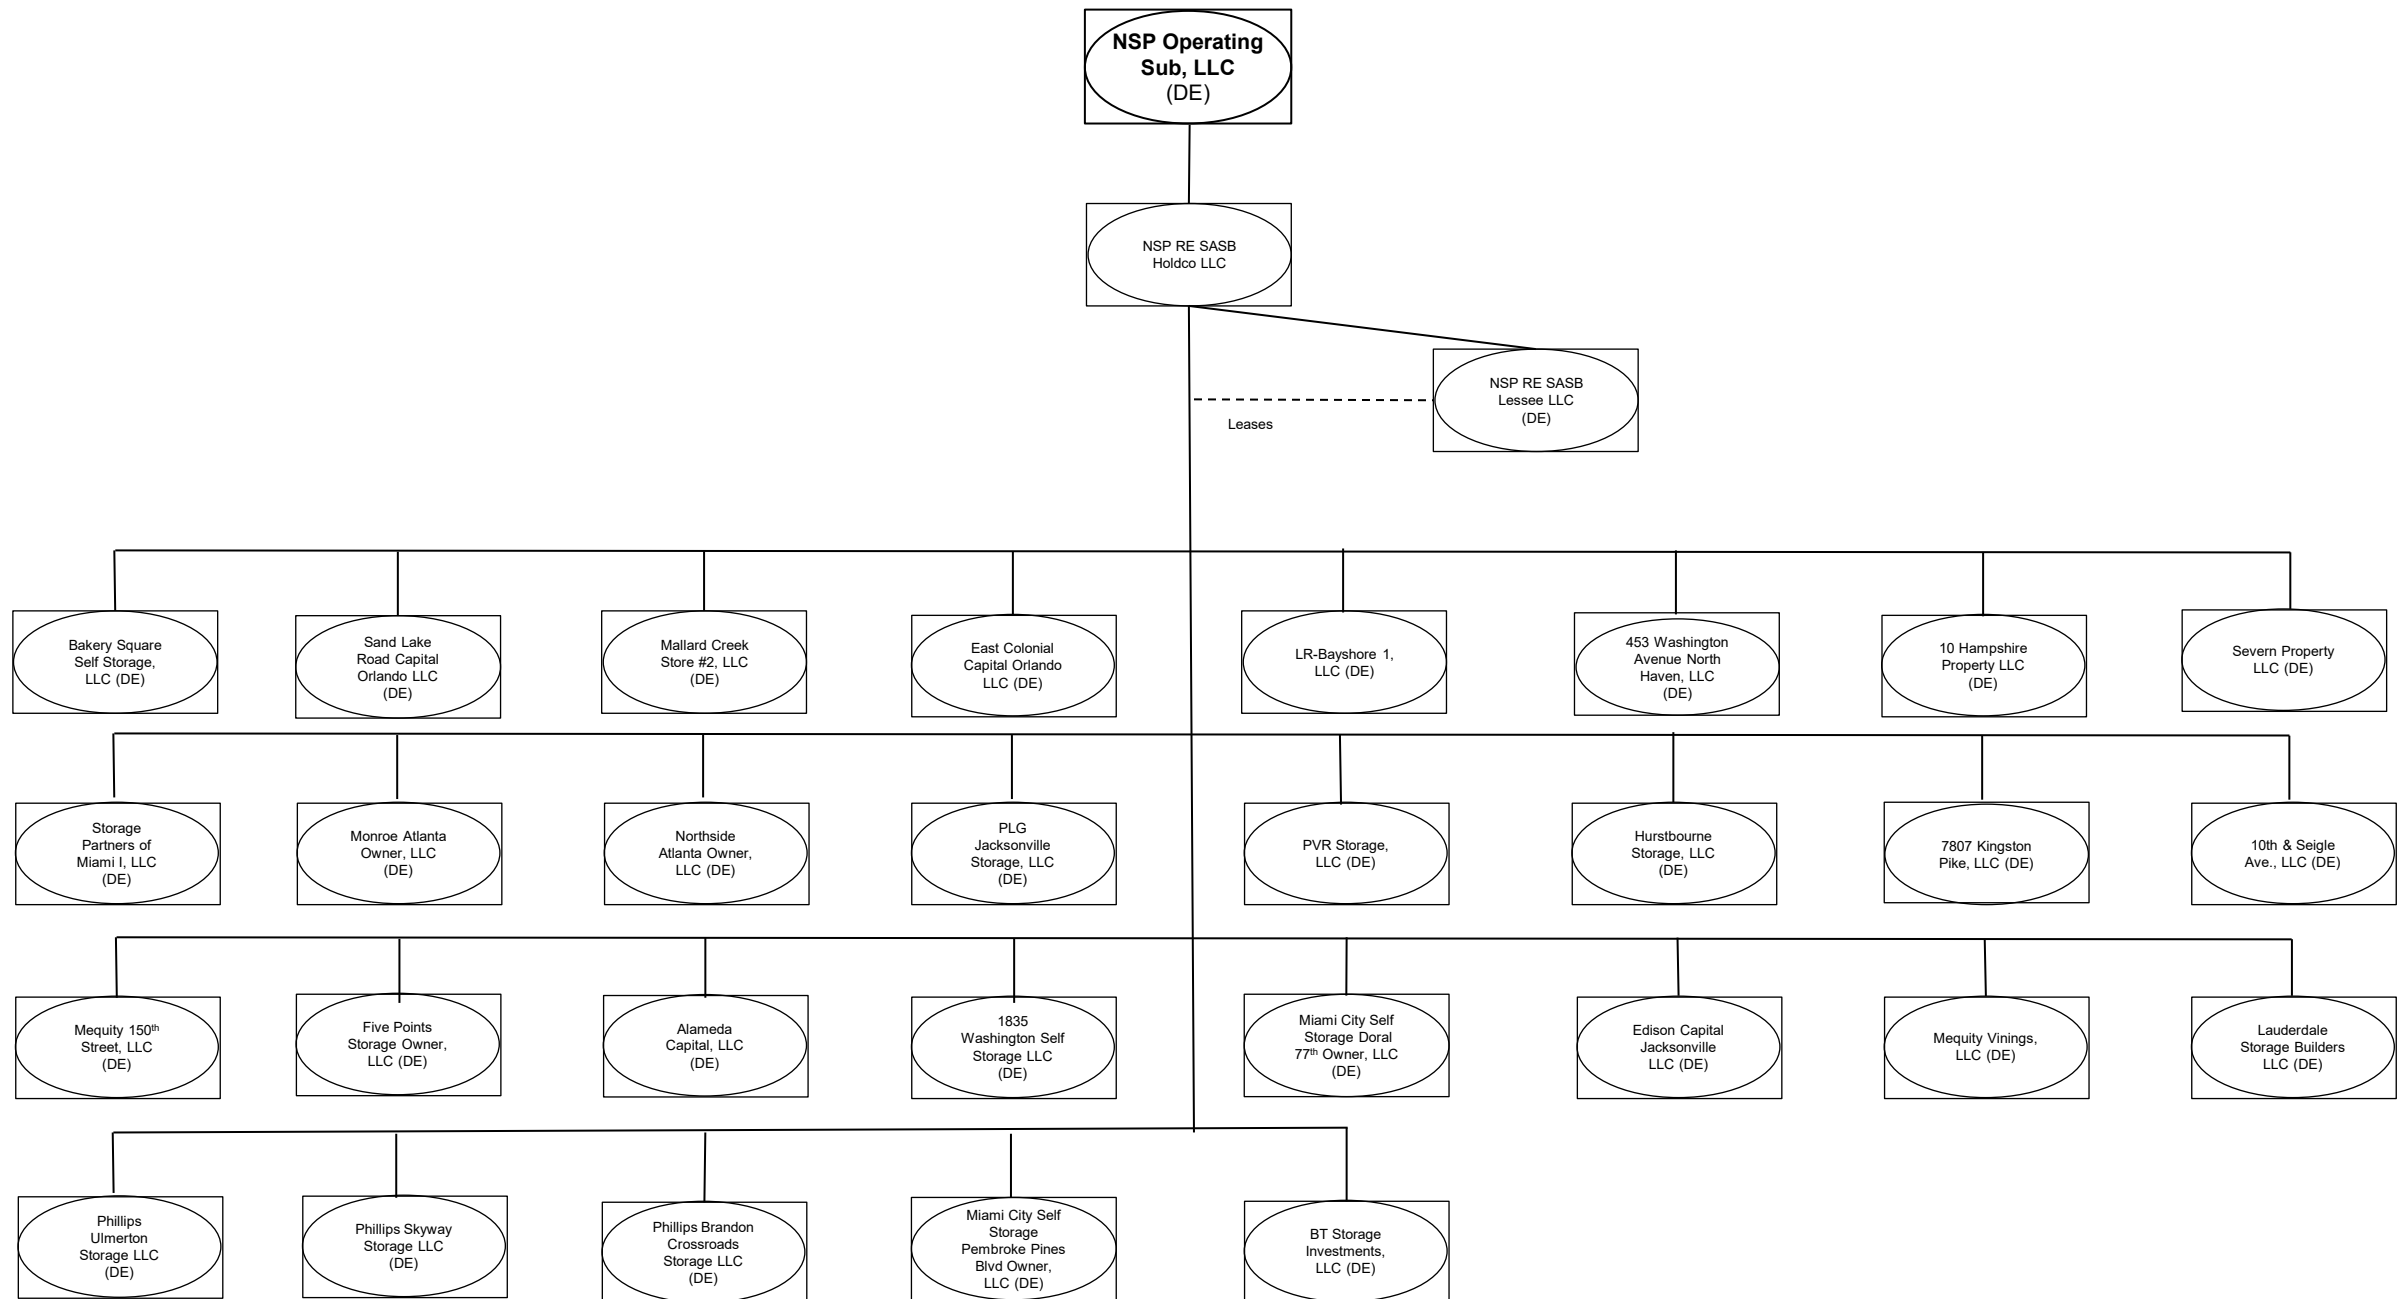 NSP Operating
Sub, LLC
(DE)
NSP RE SASB
Holdco LLC
NSP RE SASB
Lessee LLC
(DE)
Leases
Bakery Square
Self Storage,
LLC (DE)
Sand Lake
Road Capital
Orlando LLC
(DE)
Mallard Creek
Store #2, LLC
(DE)
East Colonial
Capital Orlando
LLC (DE)
LR-Bayshore 1,
LLC (DE)
453 Washington
Avenue North
Haven, LLC
(DE)
10 Hampshire
Property LLC
(DE)
Severn Property
LLC (DE)
Storage
Partners of
Miami I, LLC
(DE)
Monroe Atlanta
Owner, LLC
(DE)
Northside
Atlanta Owner,
LLC (DE)
PLG
Jacksonville
Storage, LLC
(DE)
PVR Storage,
LLC (DE)
Hurstbourne
Storage, LLC
(DE)
7807 Kingston
Pike, LLC (DE)
10th & Seigle
Ave., LLC (DE)
Mequity 150th
Street, LLC
(DE)
Five Points
Storage Owner,
LLC (DE)
Alameda
Capital, LLC
(DE)
1835
Washington Self
Storage LLC
(DE)
Miami City Self
Storage Doral
77th Owner, LLC
(DE)
Edison Capital
Jacksonville
LLC (DE)
Mequity Vinings,
LLC (DE)
Lauderdale
Storage Builders
LLC (DE)
Phillips
Ulmerton
Storage LLC
(DE)
Phillips Skyway
Storage LLC
(DE)
Phillips Brandon
Crossroads
Storage LLC
(DE)
Miami City Self
Storage
Pembroke Pines
Blvd Owner,
LLC (DE)
BT Storage
Investments,
LLC (DE)